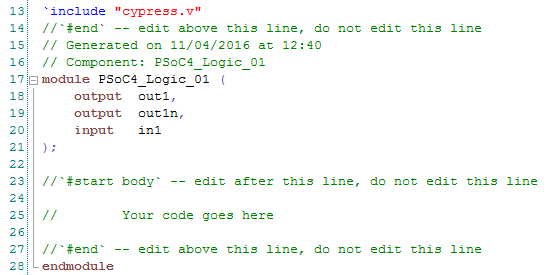 13 `include "cypress.v"
14 //`#end` -- edit above this line, do not edit this line
15 // Generated on 11/04/2016 at 12:40
16 // Component: PSoC4_Logic_01
17 module PSoC4_Logic_01 (
18 output out1,
19 output out1n,
20 input in1
21 );
22
23 //`#start body` -- edit after this line, do not edit this line
24
25 // Your code goes here
26
27 //`#end` -- edit above this line, do not edit this line
28 endmodule